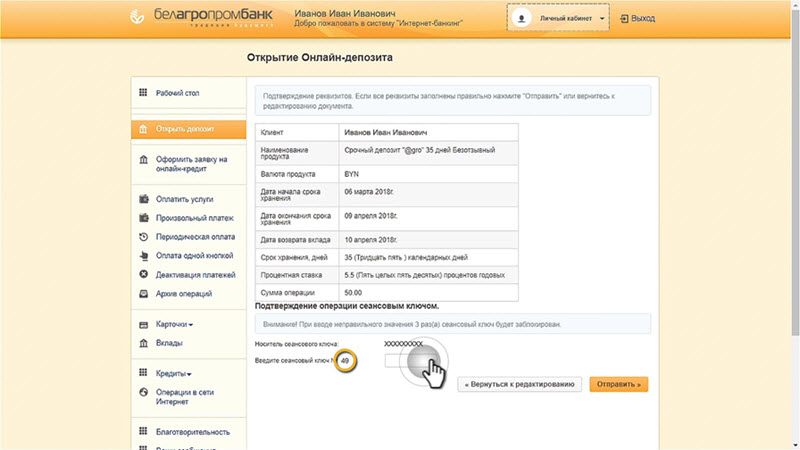 белагропромбанк
традиции будущего
Иванов Иван Иванович
Добро пожаловать в систему "Интернет-банкинг"
Личный кабинет
Выход
Открытие Онлайн-депозита
Рабочий стол
Открыть депозит
Оформить заявку на
онлайн-кредит
Оплатить услуги
Произвольный платеж
Периодическая оплата
Оплата одной кнопкой
Деактивация платежей
Архив операций
Карточки
Вклады
Кредиты
Операции в сети
Интернет
Благотворительность
Подтверждение реквизитов. Если все реквизиты заполнены правильно нажмите "Отправить" или вернитесь к
редактированию документа.
Клиент Иванов Иван Иванович
Наименование
продукта Срочный депозит "@gro" 35 дней Безотзывный
Валюта продукта BYN
Дата начала срока
хранения 06 марта 2018г.
Дата окончания срока
хранения 09 апреля 2018г.
Дата возврата вклада 10 апреля 2018г.
Срок хранения, дней 35 (Тридцать пять ) календарных дней
Процентная ставка 5.5 (Пять целых пять десятых) процентов годовых
Сумма операции 50.00
Подтверждение операции сеансовым ключом.
Внимание! При вводе неправильного значения 3 раз(а) сеансовый ключ будет заблокирован.
Носитель сеансового ключа: XXXXXXXXXX
Введите сеансовый ключ 49
« Вернуться к редактированию
Отправить »